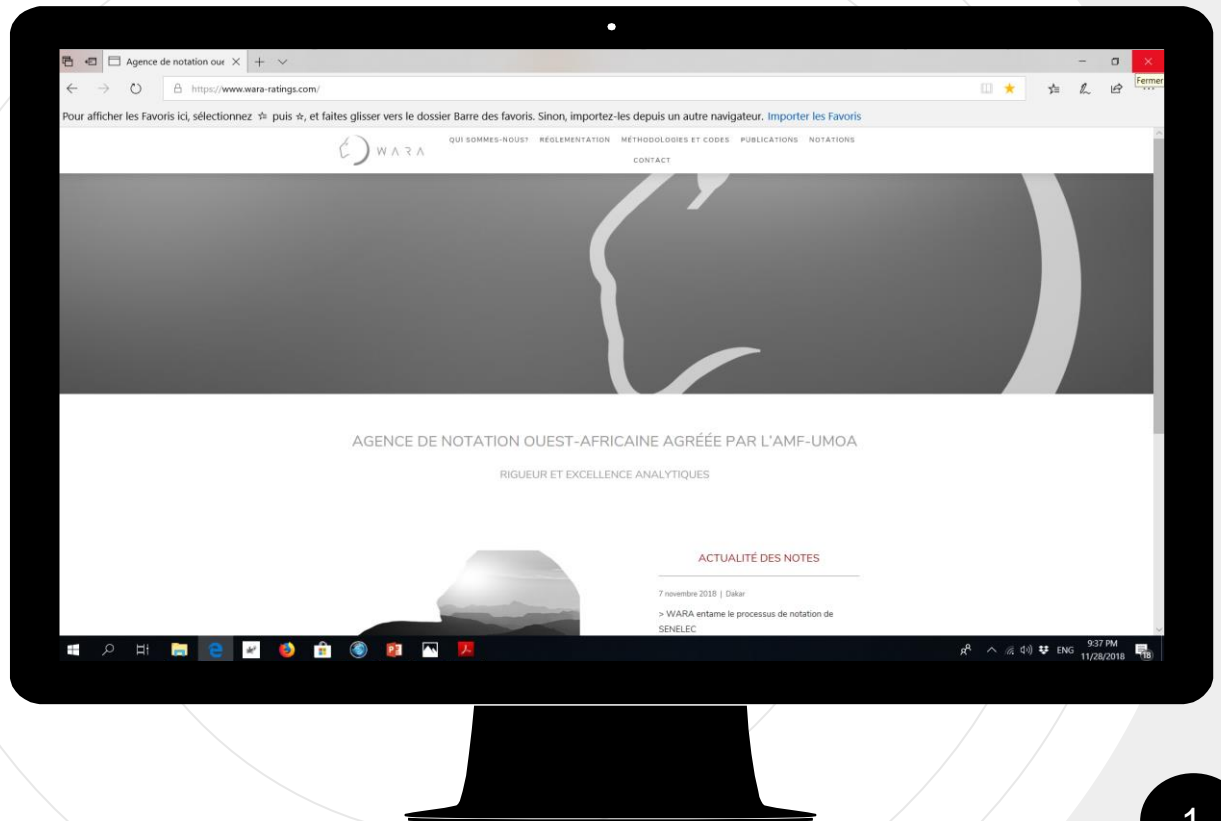 Agence de notation oue
https://www.wara-ratings.com/
Fermer
Pour afficher les Favoris ici, sélectionnez puis ☆, et faites glisser vers le dossier Barre des favoris. Sinon, importez-les depuis un autre navigateur. Importer les Favoris
WARA
QUI SOMMES-NOUS? RÉGLEMENTATION MÉTHODOLOGIES ET CODES PUBLICATIONS NOTATIONS
CONTACT
AGENCE DE NOTATION OUEST-AFRICAINE AGRÉÉE PAR L'AMF-UMOA
RIGUEUR ET EXCELLENCE ANALYTIQUES
ACTUALITÉ DES NOTES
7 novembre 2018 | Dakar
> WARA entame le processus de notation de
SENELEC
ENG
9:37 PM
11/28/2018
18
1